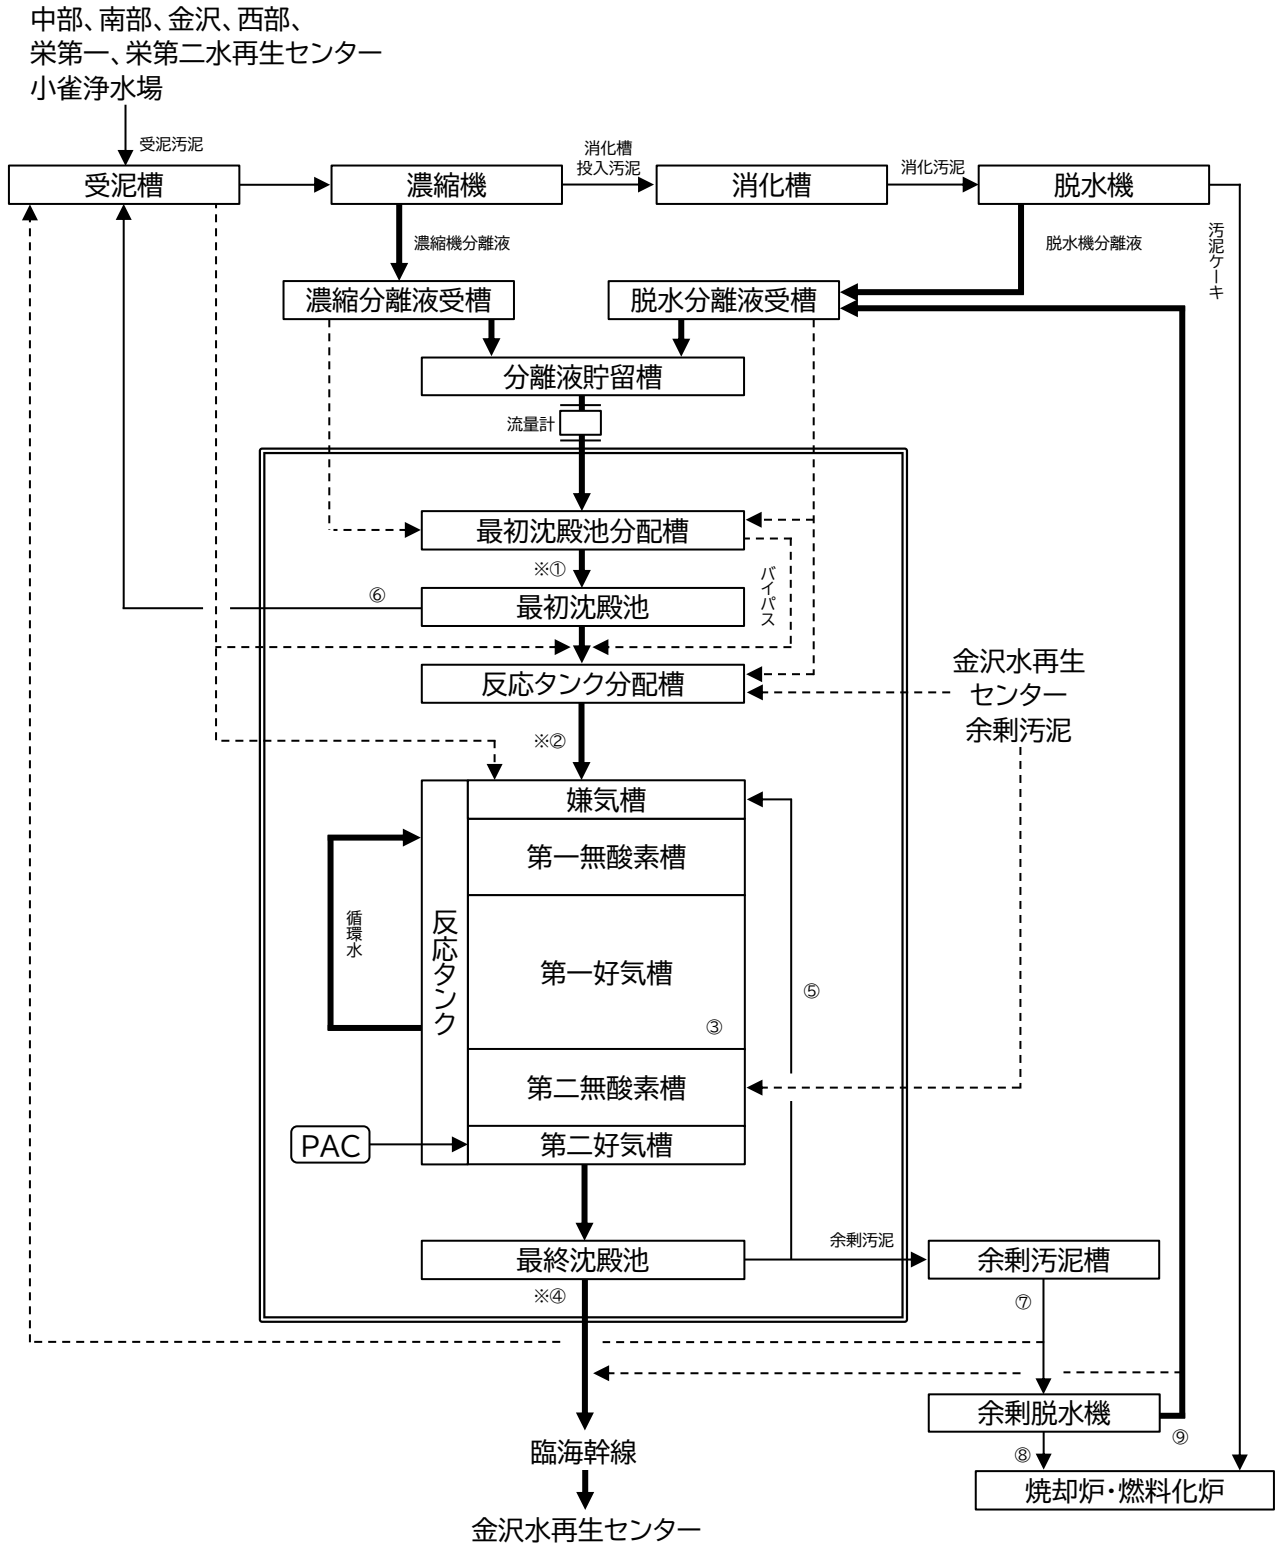 中部、南部、金沢、西部、
栄第一、栄第二水再生センター
小雀浄水場
受泥汚泥
受泥槽
濃縮機
消化槽
投入汚泥
消化槽
消化汚泥
脱水機
濃縮機分離液
脱水機分離液
汚泥ケーキ
濃縮分離液受槽
脱水分離液受槽
分離液貯留槽
流量計
最初沈殿池分配槽
※①
バイパス
⑥
最初沈殿池
反応タンク分配槽
金沢水再生
センター
余剰汚泥
※②
嫌気槽
第一無酸素槽
循環水
反応タンク
第一好気槽
③
⑤
第二無酸素槽
PAC
第二好気槽
余剰汚泥
最終沈殿池
余剰汚泥槽
※④
⑦
余剰脱水機
⑨
⑧
臨海幹線
焼却炉・燃料化炉
金沢水再生センター